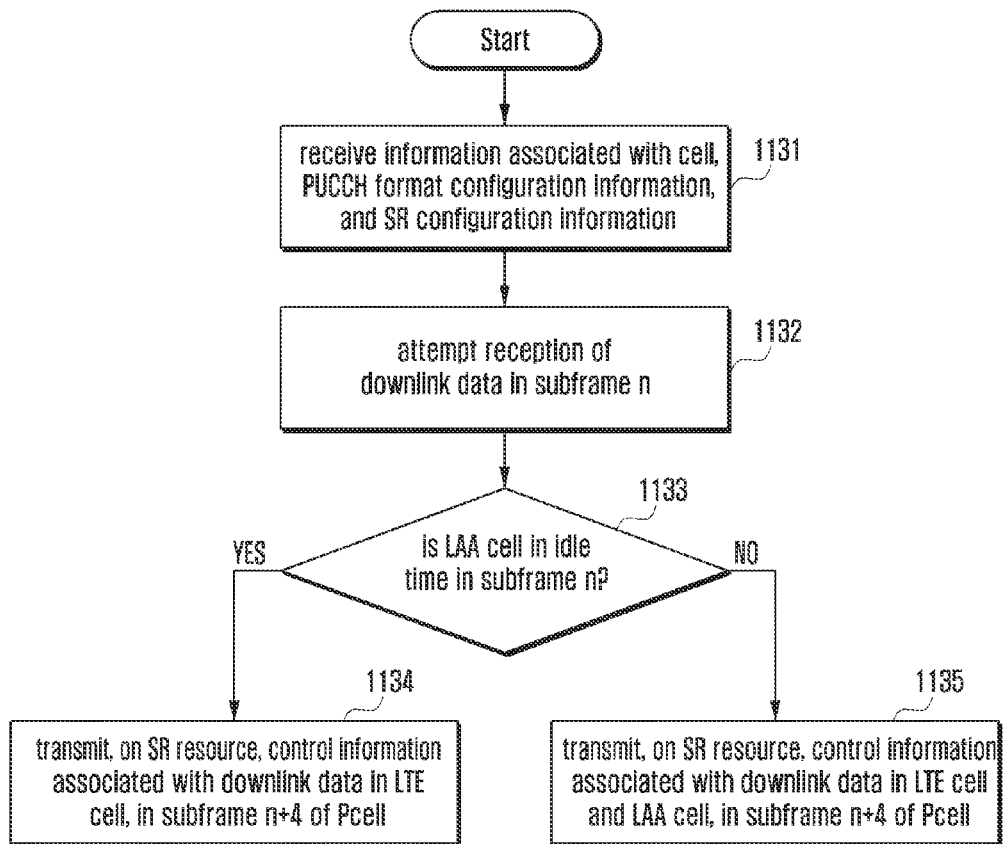 Start
receive information associated with cell,
PUCCH format configuration information,
and SR configuration information
1131
attempt reception of
downlink data in subframe n
1132
is LAA cell in idle
time in subframe n?
1133
YES
NO
transmit, on SR resource, control information
associated with downlink data in LTE
cell, in subframe n+4 of Pcell
1134
transmit, on SR resource, control information
associated with downlink data in LTE cell
and LAA cell, in subframe n+4 of Pcell
1135